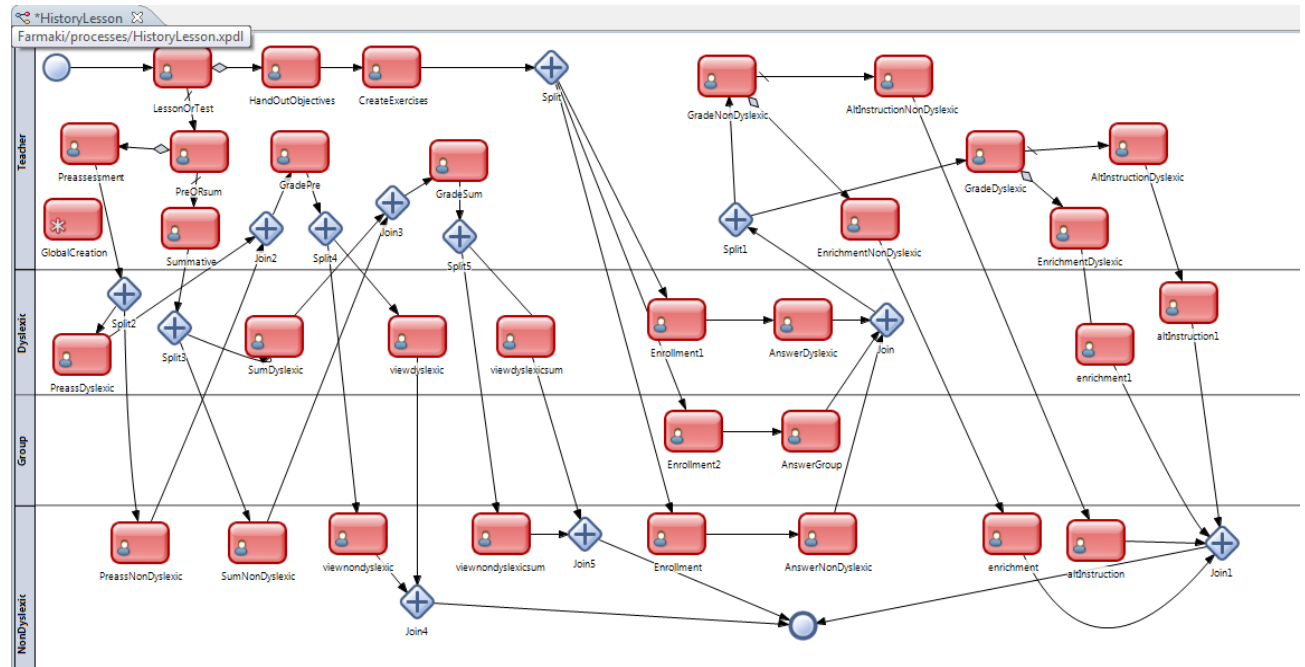 *HistoryLesson
Farmaki/processes/HistoryLesson.xpdl
Teacher
LessonOrTest
HandOutObjectives
CreateExercises
Split
GradeNonDyslexic
AltInstructionNonDyslexic
Preassessment
PreORsum
GradePre
GradeSum
GradeDyslexic
AltInstructionDyslexic
GlobalCreation
Summative
Join2
Split4
Join3
Split5
Split1
EnrichmentNonDyslexic
EnrichmentDyslexic
Dyslexic
Split2
PreassDyslexic
Split3
SumDyslexic
viewdyslexic
viewdyslexicsum
Enrollment1
AnswerDyslexic
Join
enrichment1
altInstruction1
Group
Enrollment2
AnswerGroup
NonDyslexic
PreassNonDyslexic
SumNonDyslexic
viewnondyslexic
viewnondyslexicsum
Join5
Enrollment
AnswerNonDyslexic
enrichment
altInstruction
Join1
Join4